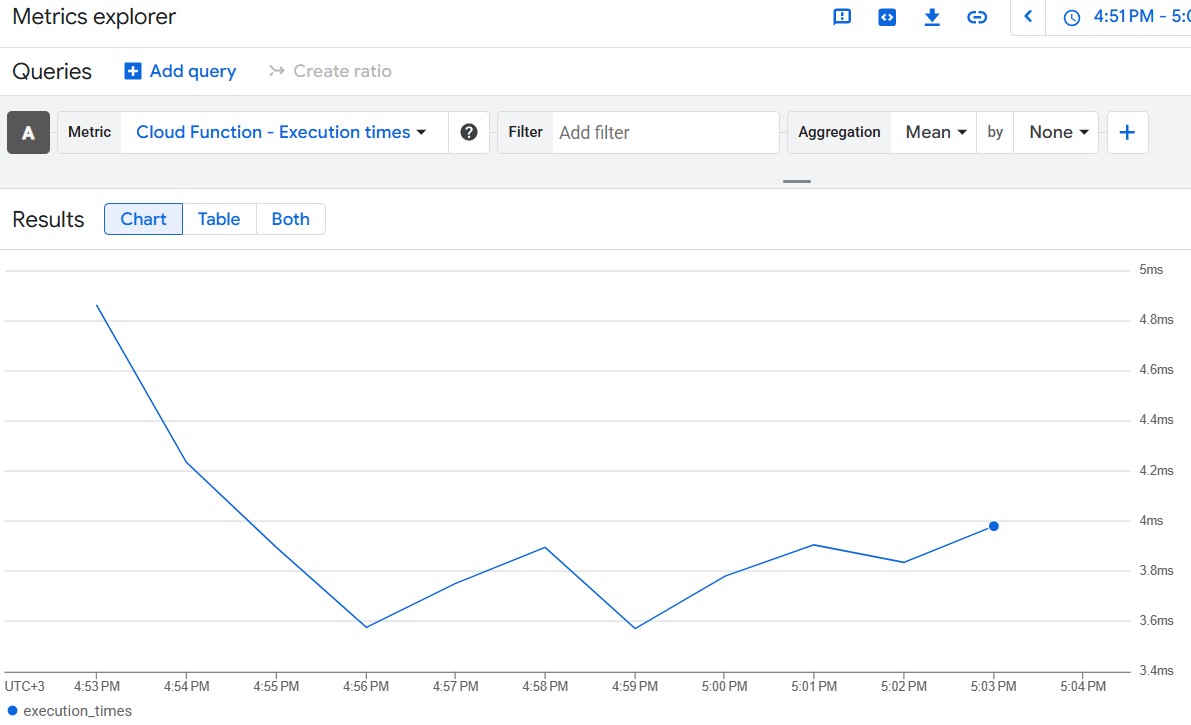 Metrics explorer
4:51 PM - 5:0
Queries Add query Create ratio
A Metric Cloud Function - Execution times Filter Add filter Aggregation Mean by None
Results Chart Table Both
5ms
4.8ms
4.6ms
4.4ms
4.2ms
4ms
3.8ms
3.6ms
3.4ms
UTC+3 4:53 PM 4:54 PM 4:55 PM 4:56 PM 4:57 PM 4:58 PM 4:59 PM 5:00 PM 5:01 PM 5:02 PM 5:03 PM 5:04 PM
execution_times